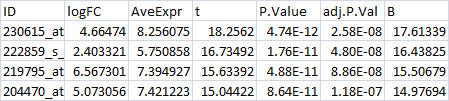 ID logFC AveExpr t P.Value adj.P.Val B
230615_at 4.66474 8.256075 18.2562 4.74E-12 2.58E-08 17.61339
222859_s_ 2.403321 5.750858 16.73492 1.76E-11 4.80E-08 16.43825
219795_at 6.567301 7.394927 15.63392 4.88E-11 8.86E-08 15.50679
204470_at 5.073056 7.421223 15.04422 8.64E-11 1.18E-07 14.97694